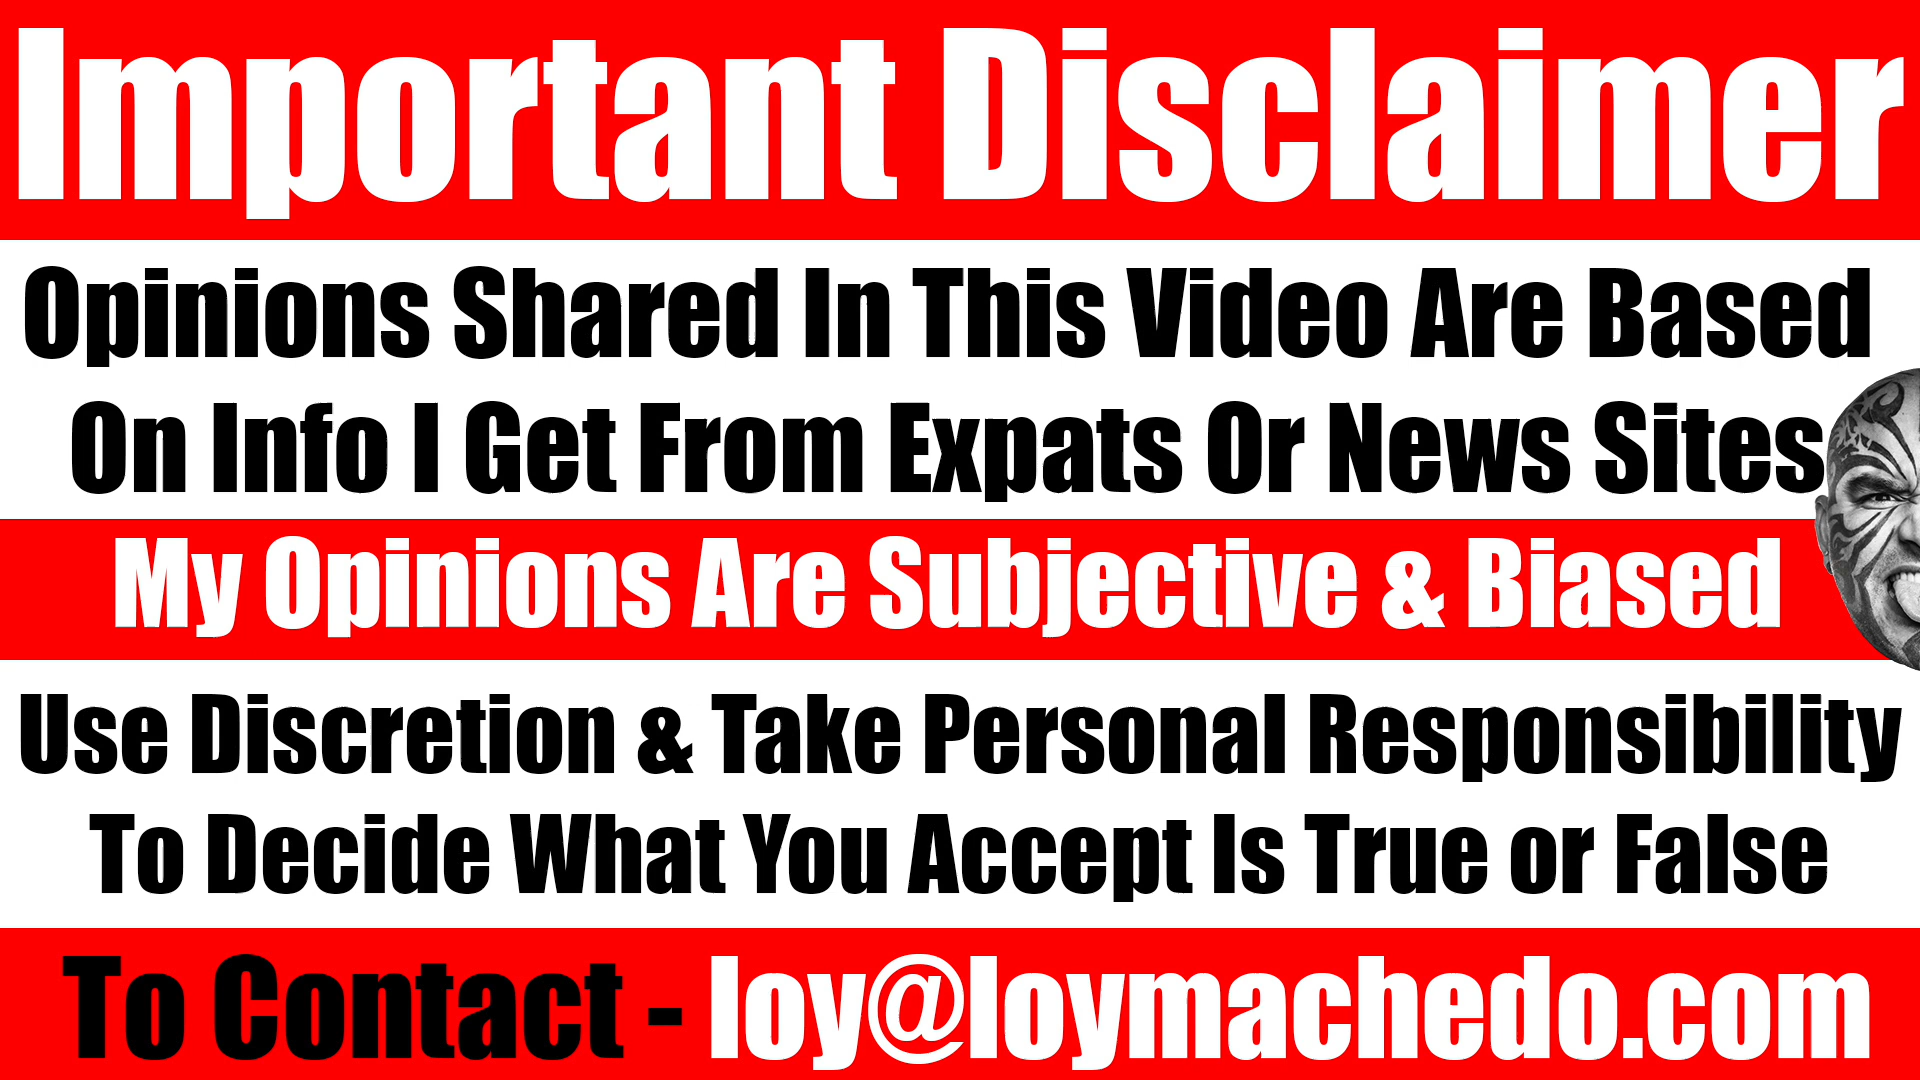 Important Disclaimer
Opinions Shared In This Video Are Based
On Info I Get From Expats Or News Sites
My Opinions Are Subjective & Biased
Use Discretion & Take Personal Responsibility
To Decide What You Accept Is True or False
To Contact - loy@loymachedo.com